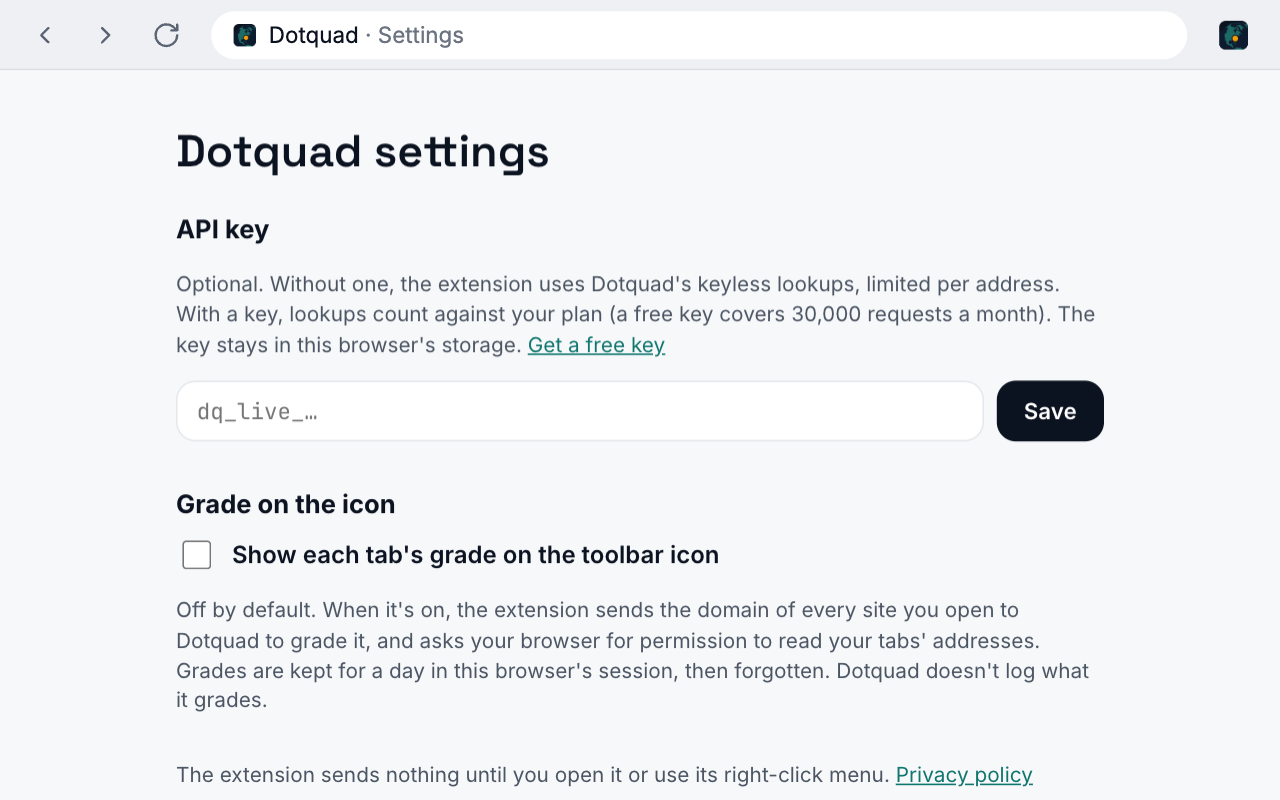 Dotquad · Settings
Dotquad settings
API key
Optional. Without one, the extension uses Dotquad's keyless lookups, limited per address.
With a key, lookups count against your plan (a free key covers 30,000 requests a month). The
key stays in this browser's storage. Get a free key
dq_live_…
Save
Grade on the icon
Show each tab's grade on the toolbar icon
Off by default. When it's on, the extension sends the domain of every site you open to
Dotquad to grade it, and asks your browser for permission to read your tabs' addresses.
Grades are kept for a day in this browser's session, then forgotten. Dotquad doesn't log what
it grades.
The extension sends nothing until you open it or use its right-click menu. Privacy policy